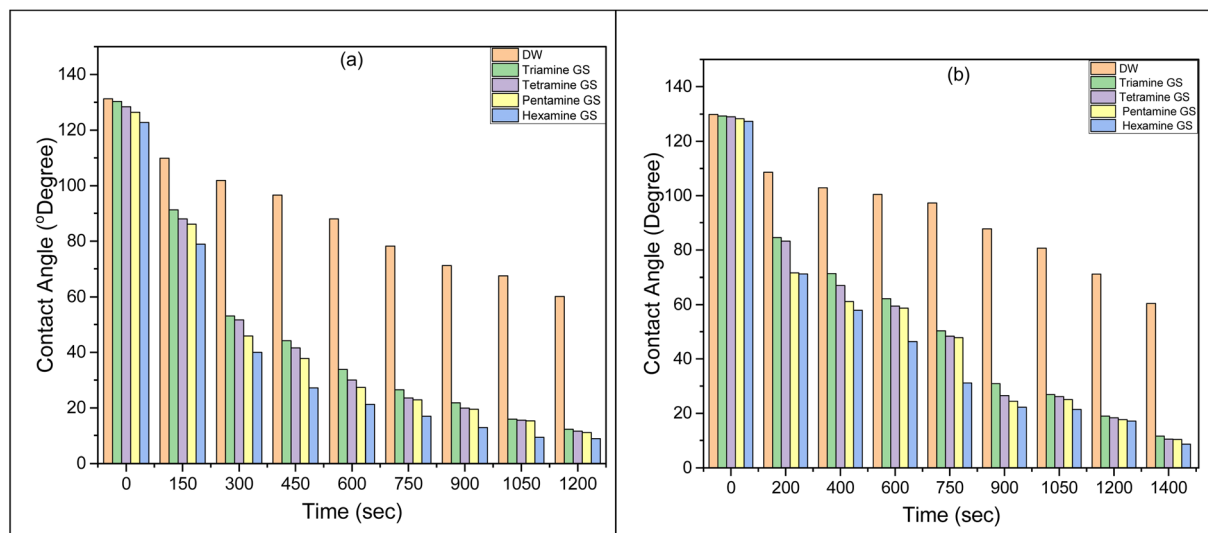 (a)
DW
Triamine GS
Tetramine GS
Pentamine GS
Hexamine GS
Contact Angle (ºDegree)
140
120
100
80
60
40
20
0
0 150 300 450 600 750 900 1050 1200
Time (sec)
(b)
DW
Triamine GS
Tetramine GS
Pentamine GS
Hexamine GS
Contact Angle (Degree)
140
120
100
80
60
40
20
0
0 200 400 600 750 900 1050 1200 1400
Time (sec)